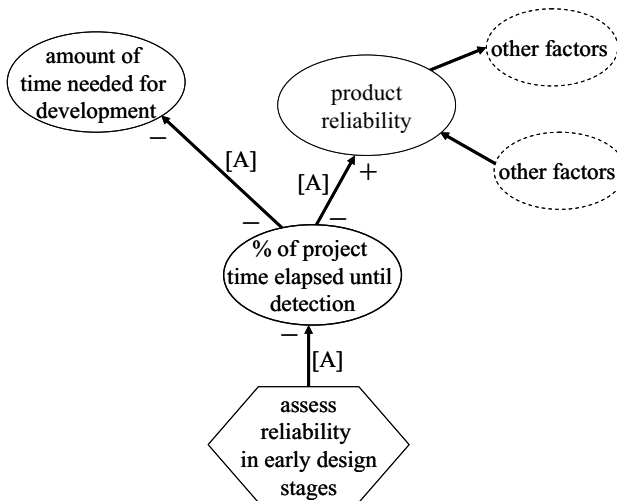 amount of
time needed for
development
product
reliability
other factors
other factors
−
[A]
[A]
+
−
−
% of project
time elapsed until
detection
−
[A]
assess
reliability
in early design
stages